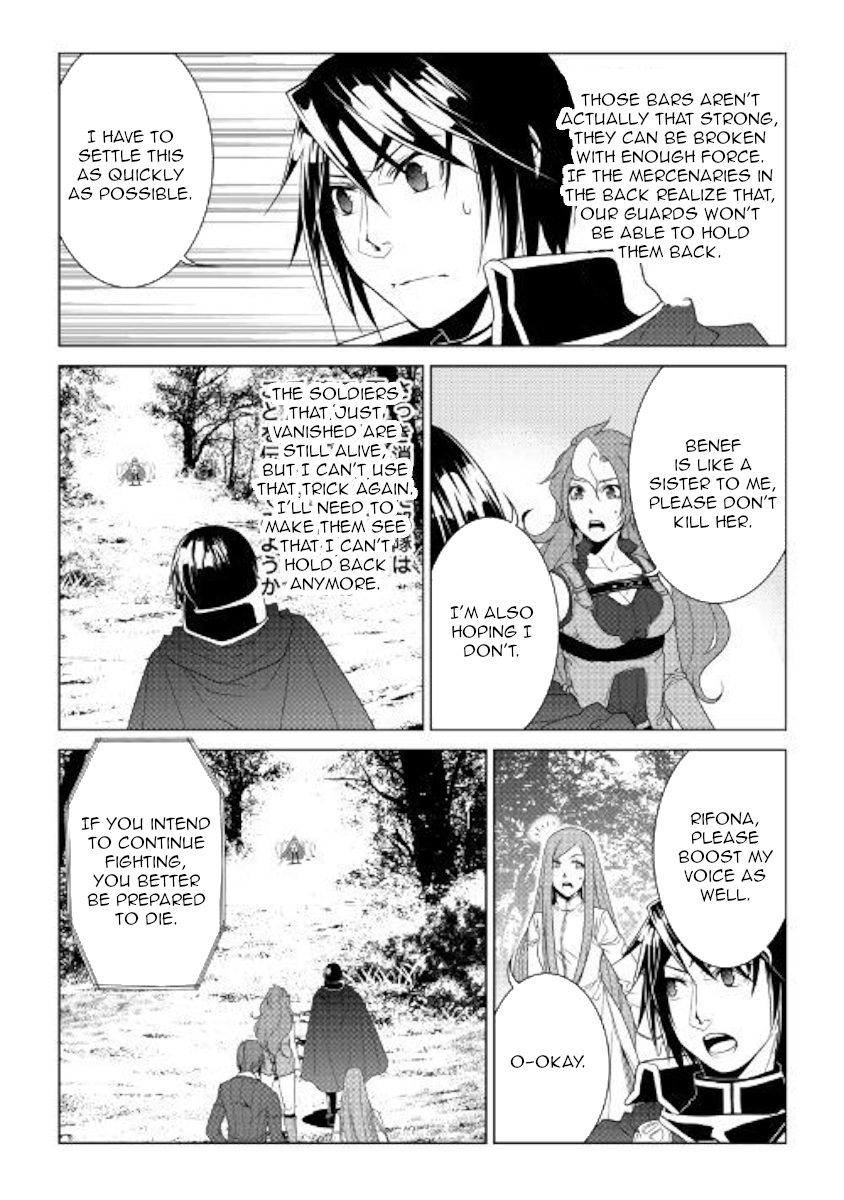 THOSE BARS AREN'T
ACTUALLY THAT STRONG,
THEY CAN BE BROKEN
WITH ENOUGH FORCE.
IF THE MERCENARIES IN
THE BACK REALIZE THAT,
OUR GUARDS WON'T
BE ABLE TO HOLD
THEM BACK.
I HAVE TO
SETTLE THIS
AS QUICKLY
AS POSSIBLE.
BENEF
IS LIKE A
SISTER TO ME,
PLEASE DON'T
KILL HER.
I'M ALSO
HOPING I
DON'T.
THE SOLDIERS
THAT JUST
VANISHED ARE
STILL ALIVE,
BUT I CAN'T USE
THAT TRICK AGAIN.
I'LL NEED TO
MAKE THEM SEE
THAT I CAN'T
HOLD BACK
ANYMORE.
RIFONA,
PLEASE
BOOST MY
VOICE AS
WELL.
O-OKAY.
IF YOU INTEND
TO CONTINUE
FIGHTING,
YOU BETTER
BE PREPARED
TO DIE.